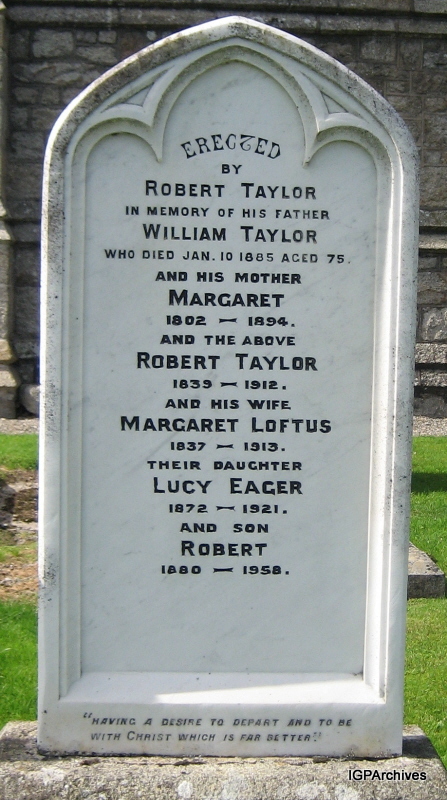 ERECTED
BY
ROBERT TAYLOR
IN MEMORY OF HIS FATHER
WILLIAM TAYLOR
WHO DIED JAN. 10 1885 AGED 75.
AND HIS MOTHER
MARGARET
1802 – 1894.
AND THE ABOVE
ROBERT TAYLOR
1839 – 1912.
AND HIS WIFE
MARGARET LOFTUS
1837 – 1913.
THEIR DAUGHTER
LUCY EAGER
1872 – 1921.
AND SON
ROBERT
1880 – 1958.
"HAVING A DESIRE TO DEPART AND TO BE
WITH CHRIST WHICH IS FAR BETTER."
IGPArchives